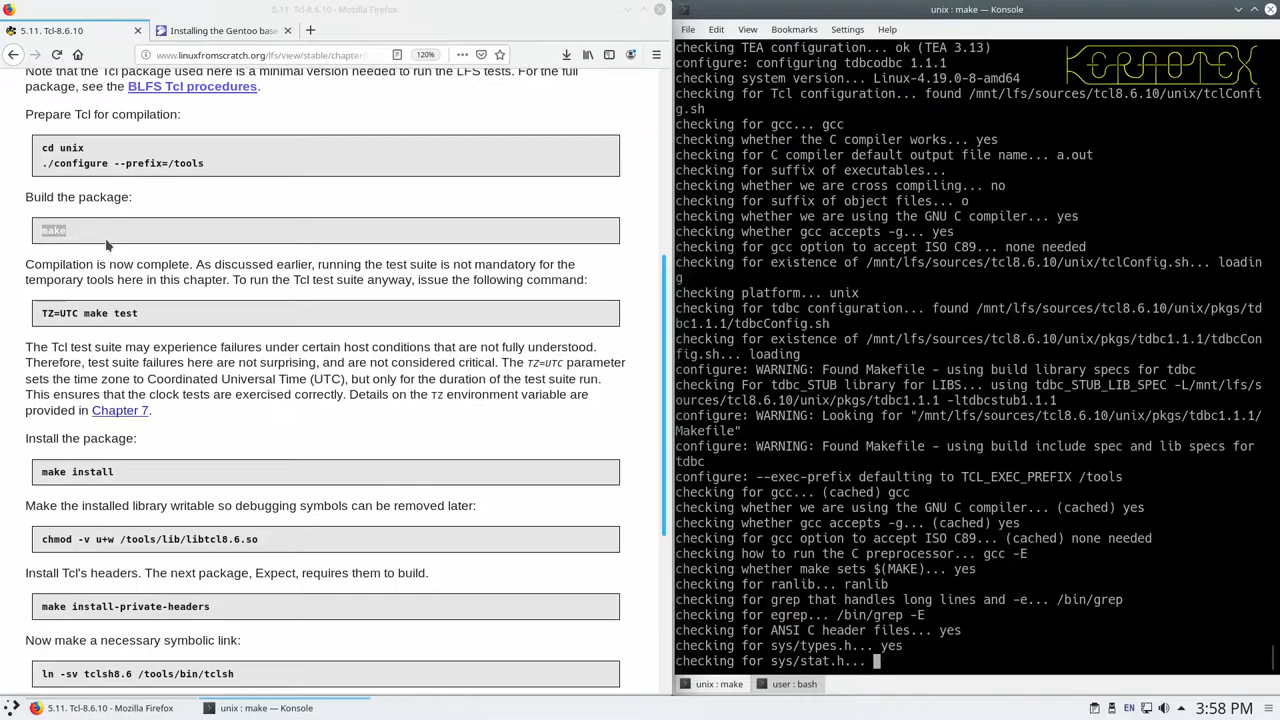 5.11. Tcl-8.6.10 - Mozilla Firefox
5.11. Tcl-8.6.10
Installing the Gentoo base
www.linuxfromscratch.org/lfs/view/stable/chapter
120%
Note that the Tcl package used here is a minimal version needed to run the LFS tests. For the full
package, see the BLFS Tcl procedures.
Prepare Tcl for compilation:
cd unix
./configure --prefix=/tools
Build the package:
make
Compilation is now complete. As discussed earlier, running the test suite is not mandatory for the
temporary tools here in this chapter. To run the Tcl test suite anyway, issue the following command:
TZ=UTC make test
The Tcl test suite may experience failures under certain host conditions that are not fully understood.
Therefore, test suite failures here are not surprising, and are not considered critical. The TZ=UTC parameter
sets the time zone to Coordinated Universal Time (UTC), but only for the duration of the test suite run.
This ensures that the clock tests are exercised correctly. Details on the TZ environment variable are
provided in Chapter 7.
Install the package:
make install
Make the installed library writable so debugging symbols can be removed later:
chmod -v u+w /tools/lib/libtcl8.6.so
Install Tcl's headers. The next package, Expect, requires them to build.
make install-private-headers
Now make a necessary symbolic link:
ln -sv tclsh8.6 /tools/bin/tclsh
unix : make — Konsole
File Edit View Bookmarks Settings Help
KEROTEX
checking TEA configuration... ok (TEA 3.13)
configure: configuring tdbcodbc 1.1.1
checking system version... Linux-4.19.0-8-amd64
checking for Tcl configuration... found /mnt/lfs/sources/tcl8.6.10/unix/tclConfi
g.sh
checking for gcc... gcc
checking whether the C compiler works... yes
checking for C compiler default output file name... a.out
checking for suffix of executables...
checking whether we are cross compiling... no
checking for suffix of object files... o
checking whether we are using the GNU C compiler... yes
checking whether gcc accepts -g... yes
checking for gcc option to accept ISO C89... none needed
checking for existence of /mnt/lfs/sources/tcl8.6.10/unix/tclConfig.sh... loadin
g
checking platform... unix
checking for tdbc configuration... found /mnt/lfs/sources/tcl8.6.10/unix/pkgs/td
bc1.1.1/tdbcConfig.sh
checking for existence of /mnt/lfs/sources/tcl8.6.10/unix/pkgs/tdbc1.1.1/tdbcCon
fig.sh... loading
configure: WARNING: Found Makefile - using build library specs for tdbc
checking For tdbc_STUB library for LIBS... using tdbc_STUB_LIB_SPEC -L/mnt/lfs/s
ources/tcl8.6.10/unix/pkgs/tdbc1.1.1 -ltdbcstub1.1.1
configure: WARNING: Looking for "/mnt/lfs/sources/tcl8.6.10/unix/pkgs/tdbc1.1.1/
Makefile"
configure: WARNING: Found Makefile - using build include spec and lib specs for
tdbc
configure: --exec-prefix defaulting to TCL_EXEC_PREFIX /tools
checking for gcc... (cached) gcc
checking whether we are using the GNU C compiler... (cached) yes
checking whether gcc accepts -g... (cached) yes
checking for gcc option to accept ISO C89... (cached) none needed
checking how to run the C preprocessor... gcc -E
checking whether make sets $(MAKE)... yes
checking for ranlib... ranlib
checking for grep that handles long lines and -e... /bin/grep
checking for egrep... /bin/grep -E
checking for ANSI C header files... yes
checking for sys/types.h... yes
checking for sys/stat.h...
unix : make
user : bash
5.11. Tcl-8.6.10 - Mozilla Firefox
unix : make — Konsole
EN
3:58 PM